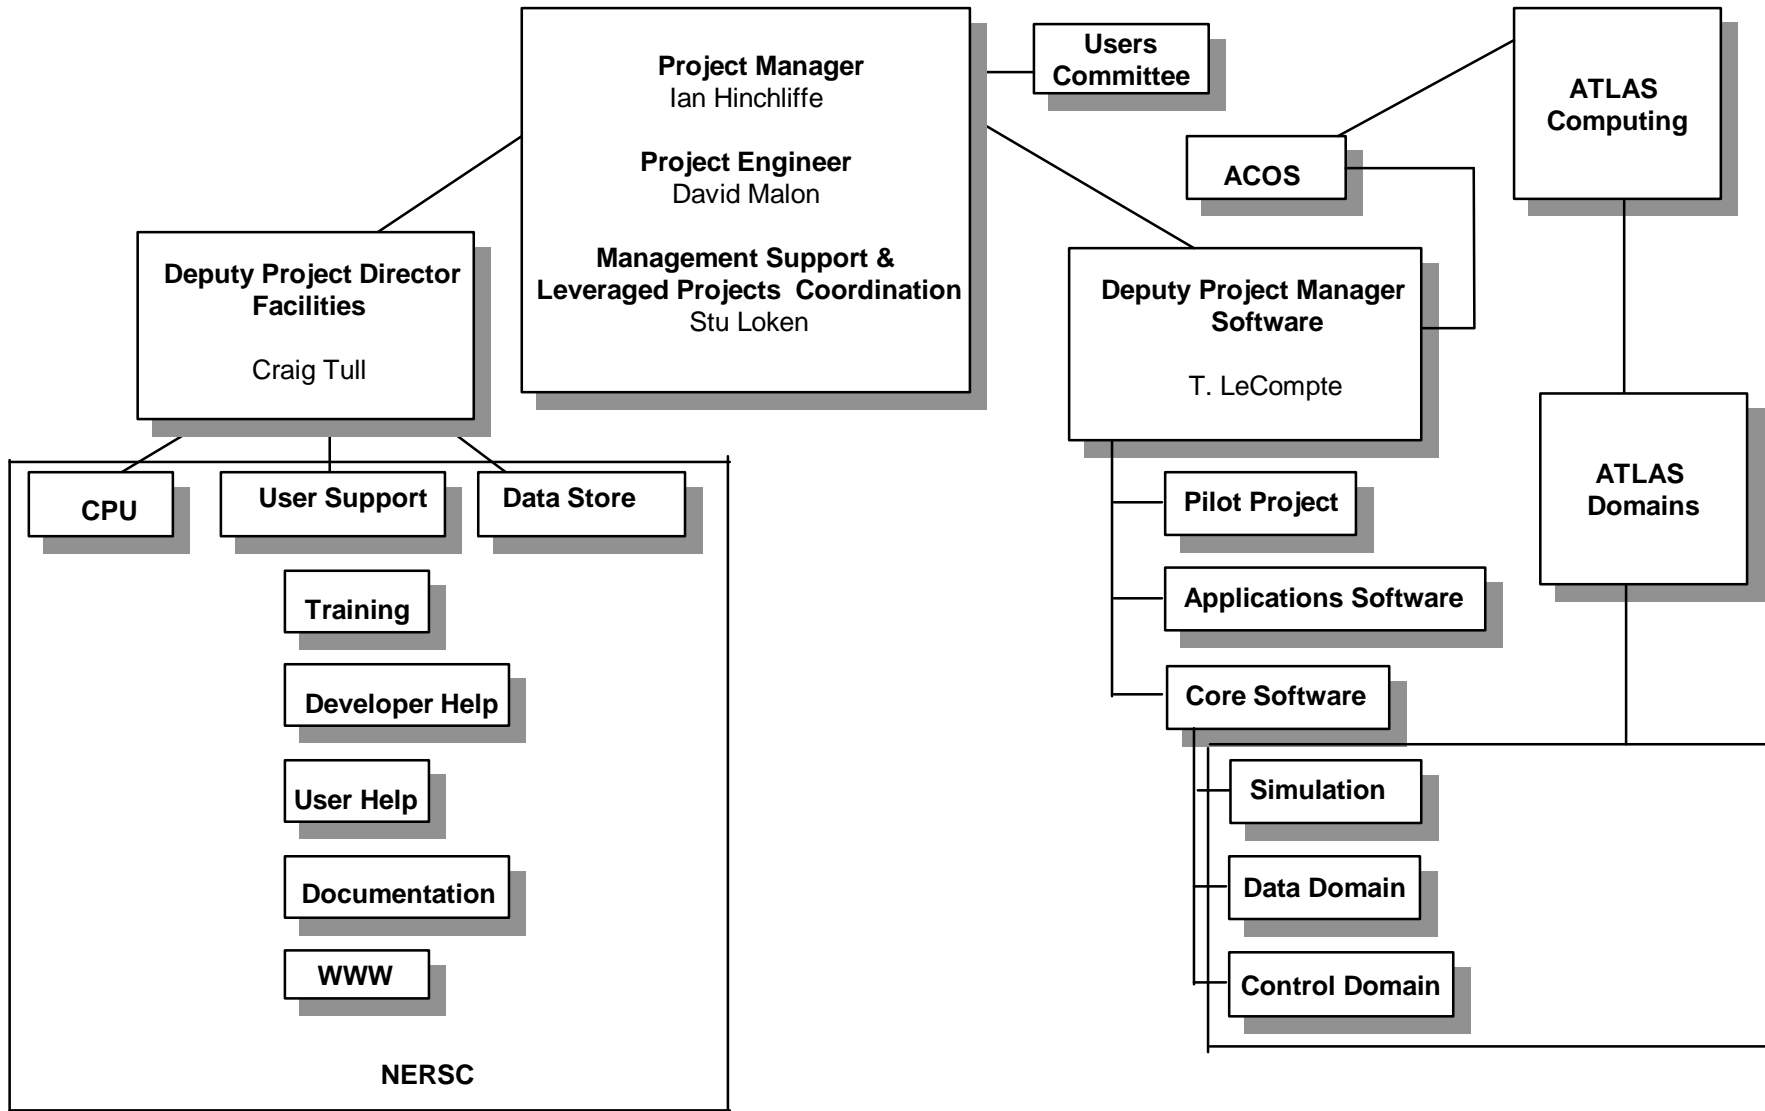 Project Manager
Ian Hinchliffe
Project Engineer
David Malon
Management Support &
Leveraged Projects Coordination
Stu Loken
Users
Committee
ATLAS
Computing
ACOS
Deputy Project Director
Facilities
Craig Tull
Deputy Project Manager
Software
T. LeCompte
ATLAS
Domains
CPU
User Support
Data Store
Training
Developer Help
User Help
Documentation
WWW
NERSC
Pilot Project
Applications Software
Core Software
Simulation
Data Domain
Control Domain